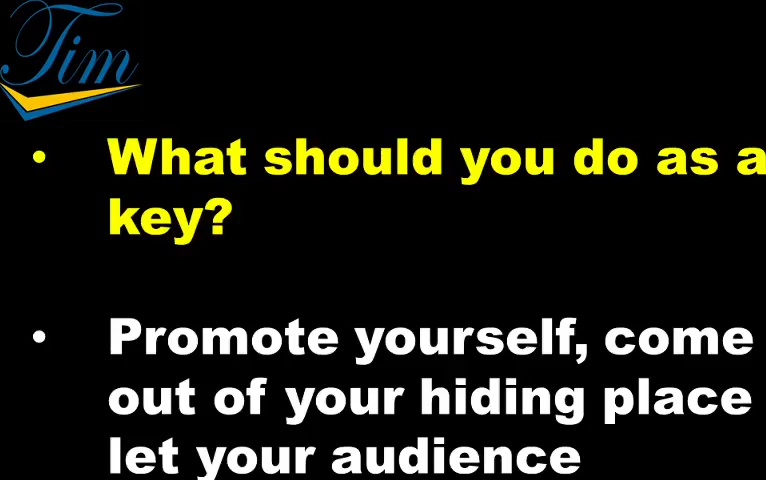 Tim
• What should you do as a
key?
• Promote yourself, come
out of your hiding place
let your audience